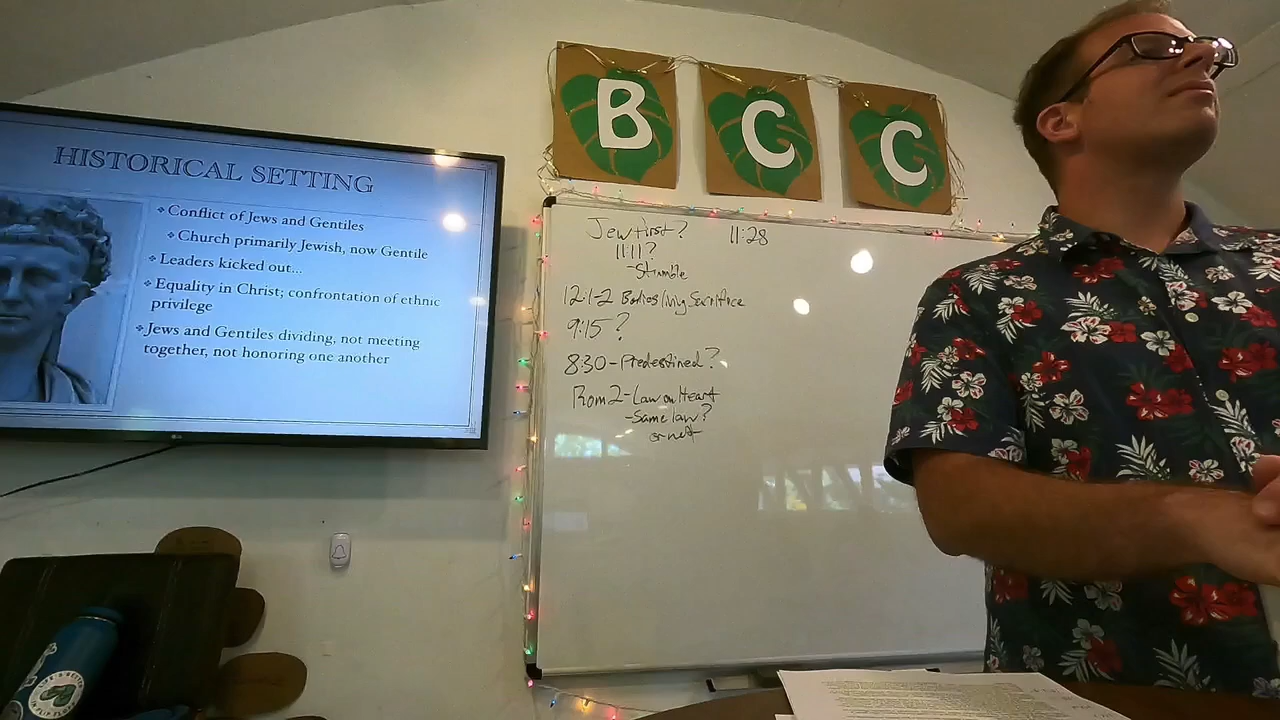 HISTORICAL SETTING
Conflict of Jews and Gentiles
Church primarily Jewish, now Gentile
Leaders kicked out...
Equality in Christ; confrontation of ethnic
privilege
Jews and Gentiles dividing, not meeting
together, not honoring one another
LG
B C C
Jew first? 11:28
11:11?
-Stumble
12:1-2 Bodies/living Sacrifice
9:15?
8:30-Predestined?
Rom 2-Law on Heart
-Same law?
or not